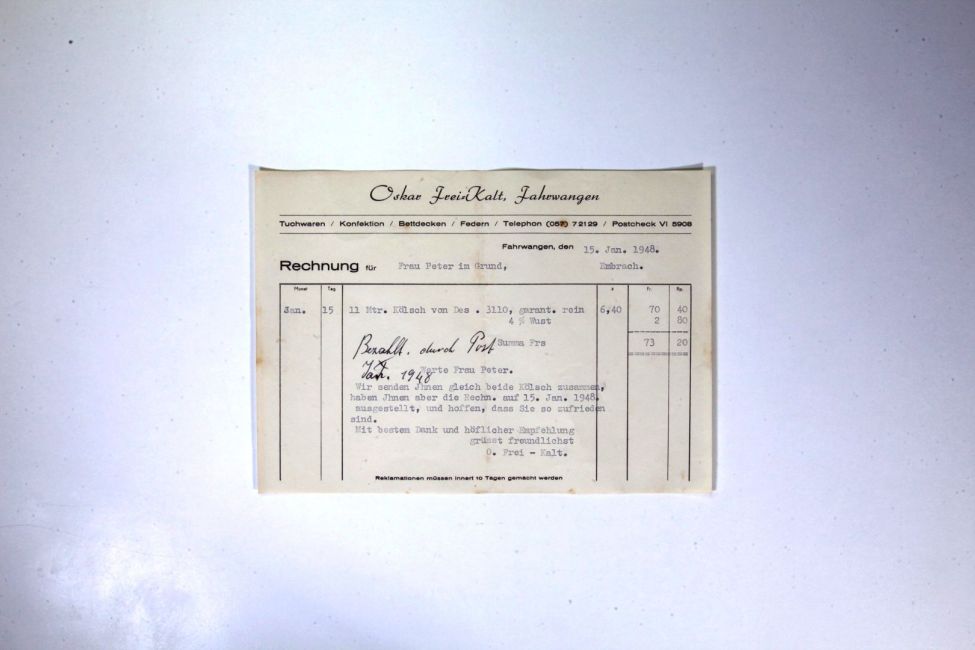 Oskar Frei-Kalt, Fahrwangen
Tuchwaren / Konfektion / Bettdecken / Federn / Telephon (057) 7 21 29 / Postcheck VI 5908
Fahrwangen, den 15. Jan. 1948.
Rechnung für Frau Peter im Grund, Embrach.
Monat Tag à Fr. Rp.
Jan. 15 11 Mtr. Kölsch von Des . 3110, garant. rein 6,40 70 40
4 % Wust 2 80
Bezahlt. durch Post Summa Frs 73 20
1948 Werte Frau Peter.
Wir senden Jhnen gleich beide Kölsch zusammen,
haben Jhnen aber die Rechn. auf 15. Jan. 1948.
ausgestellt, und hoffen, dass Sie so zufrieden
sind.
Mit bestem Dank und höflicher Empfehlung
grüsst freundlichst
O. Frei - Kalt.
Reklamationen müssen innert 10 Tagen gemacht werden